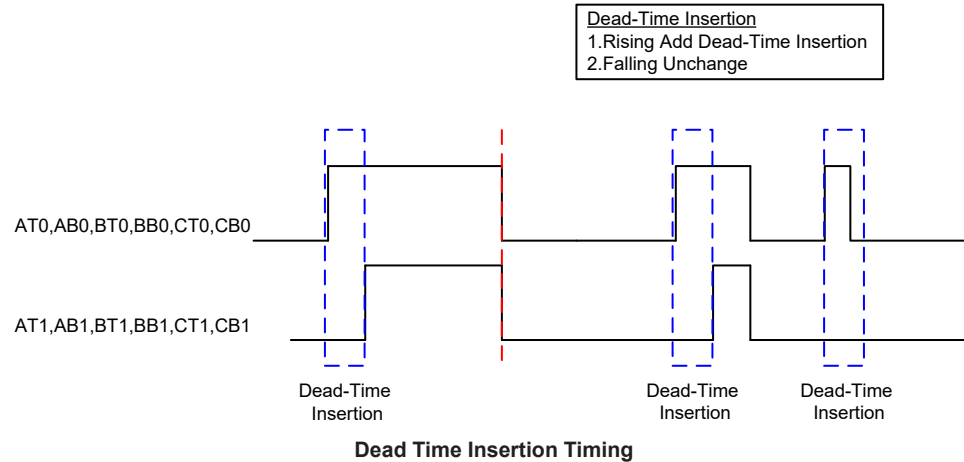 Dead-Time Insertion
1.Rising Add Dead-Time Insertion
2.Falling Unchange
AT0,AB0,BT0,BB0,CT0,CB0
AT1,AB1,BT1,BB1,CT1,CB1
Dead-Time
Insertion
Dead-Time
Insertion
Dead-Time
Insertion
Dead Time Insertion Timing